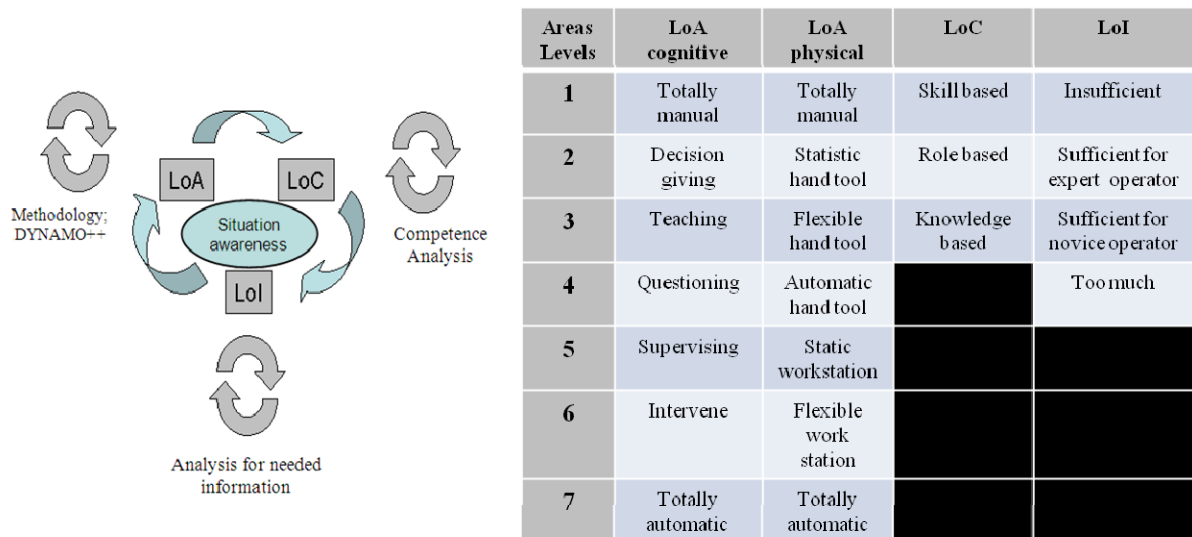 LoA
LoC
Situation
awareness
LoI
Methodology;
DYNAMO++
Competence
Analysis
Analysis for needed
information
Areas
Levels
LoA
cognitive
LoA
physical
LoC
LoI
1
Totally
manual
Totally
manual
Skill based
Insufficient
2
Decision
giving
Statistic
hand tool
Role based
Sufficient for
expert operator
3
Teaching
Flexible
hand tool
Knowledge
based
Sufficient for
novice operator
4
Questioning
Automatic
hand tool
Too much
5
Supervising
Static
workstation
6
Intervene
Flexible
work
station
7
Totally
automatic
Totally
automatic